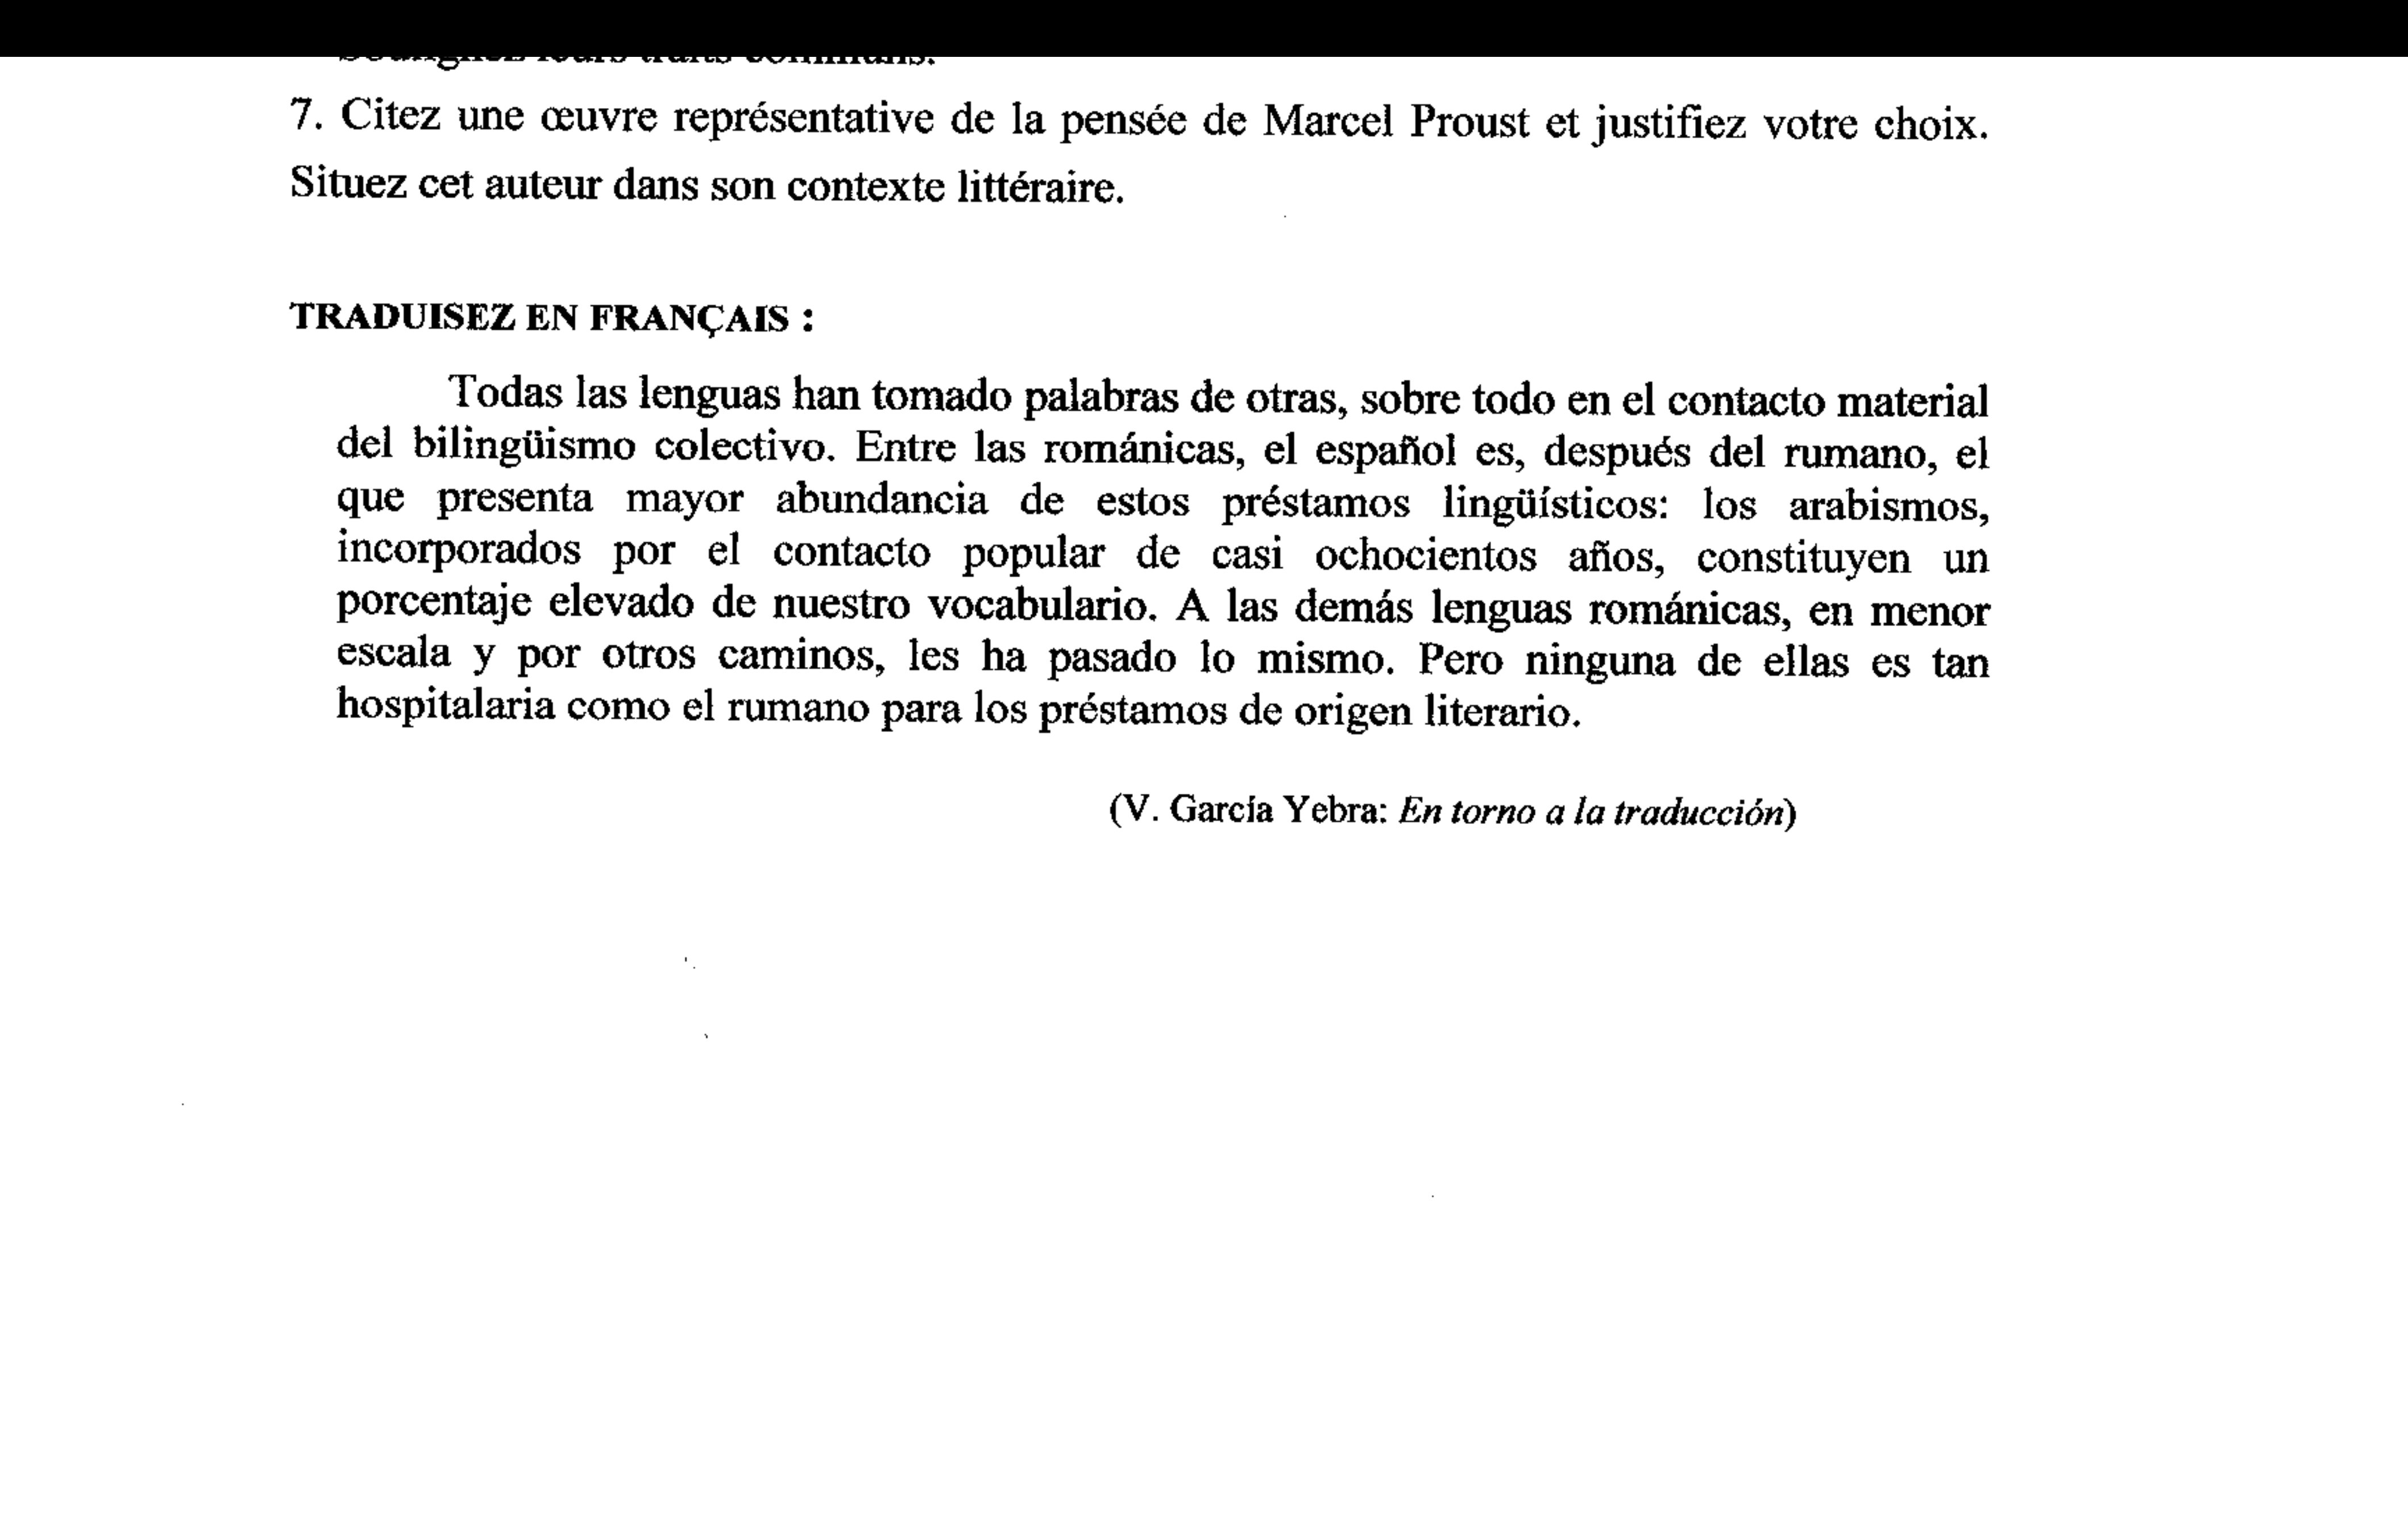 7. Citez une œuvre représentative de la pensée de Marcel Proust et justifiez votre choix.
Situez cet auteur dans son contexte littéraire.
TRADUISEZ EN FRANÇAIS :
Todas las lenguas han tomado palabras de otras, sobre todo en el contacto material
del bilingüismo colectivo. Entre las románicas, el español es, después del rumano, el
que presenta mayor abundancia de estos préstamos lingüísticos: los arabismos,
incorporados por el contacto popular de casi ochocientos años, constituyen un
porcentaje elevado de nuestro vocabulario. A las demás lenguas románicas, en menor
escala y por otros caminos, les ha pasado lo mismo. Pero ninguna de ellas es tan
hospitalaria como el rumano para los préstamos de origen literario.
(V. García Yebra: En torno a la traducción)